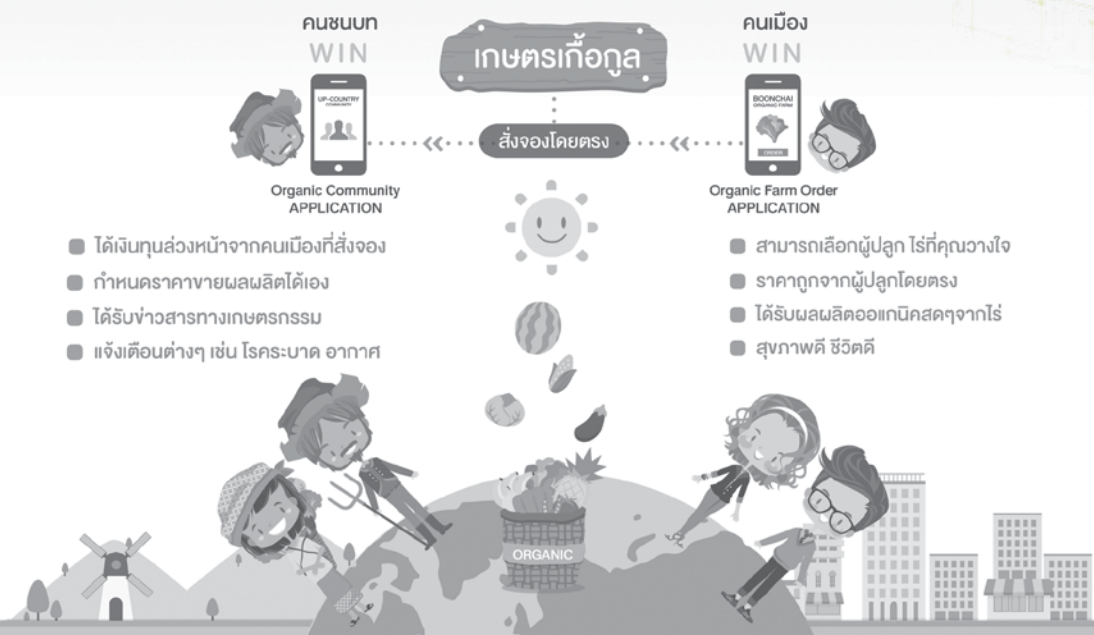 คนชนบท
WIN
UP-COUNTRY
COMMUNITY
Organic Community
APPLICATION
เกษตรเกื้อกูล
สั่งจองโดยตรง
คนเมือง
WIN
BOONCHAI
ORGANIC FARM
ORDER
Organic Farm Order
APPLICATION
ได้เงินทุนล่วงหน้าจากคนเมืองที่สั่งจอง
กำหนดราคาขายผลผลิตได้เอง
ได้รับข่าวสารทางเกษตรกรรม
แจ้งเตือนต่างๆ เช่น โรคระบาด อากาศ
สามารถเลือกผู้ปลูก ไร่ที่คุณวางใจ
ราคาถูกจากผู้ปลูกโดยตรง
ได้รับผลผลิตออแกนิคสดๆจากไร่
สุขภาพดี ชีวิตดี
ORGANIC